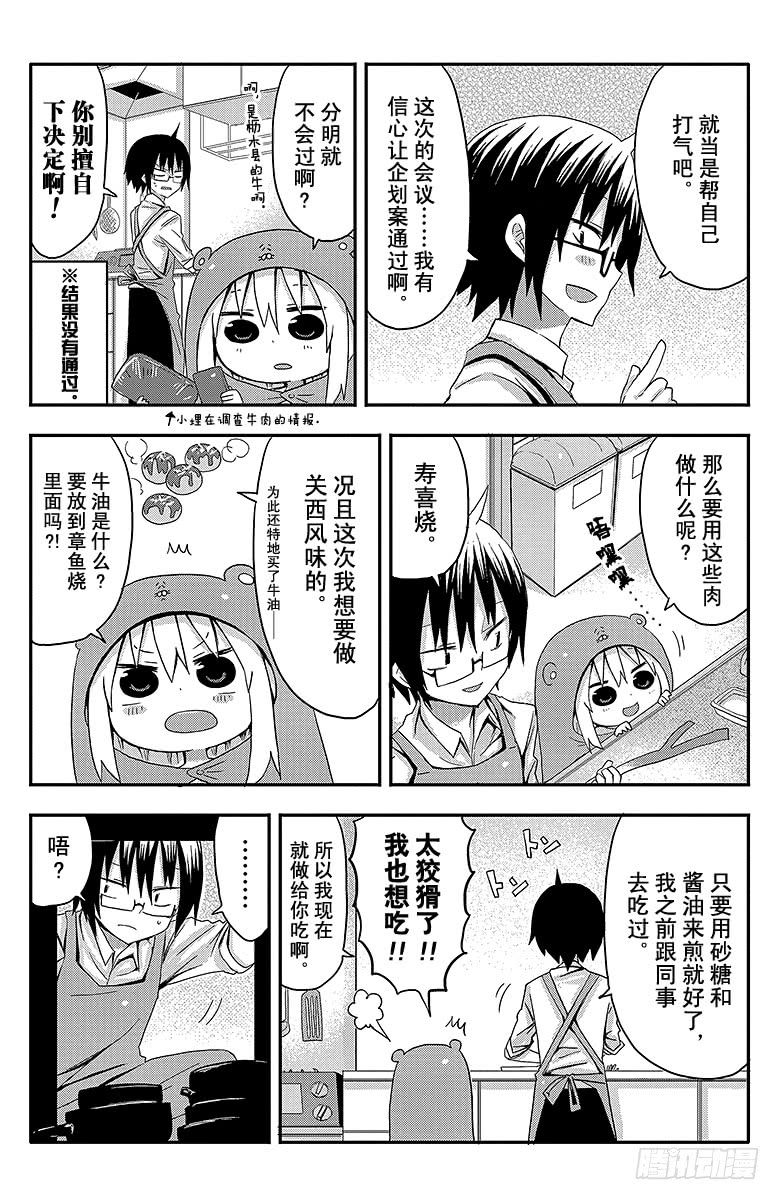 就当是帮自己
打气吧。
这次的会议……我有
信心让企划案通过啊。
分明就
不会过啊？
啊，是枥木县的牛啊。
你别擅自
下决定啊！
※结果没有通过。
↑小埋在调查牛肉的情报。
那么要用这些肉
做什么呢？
唔嘿嘿…
寿喜烧。
况且这次我想要做
关西风味的。
为此还特地买了牛油——
牛油是什么？
要放到章鱼烧
里面吗？！
只要用砂糖和
酱油来煎就好了，
我之前跟同事
去吃过。
トン
トン
太狡猾了！！
我也想吃！！
所以我现在
就做给你吃啊。
………
唔？
腾讯动漫